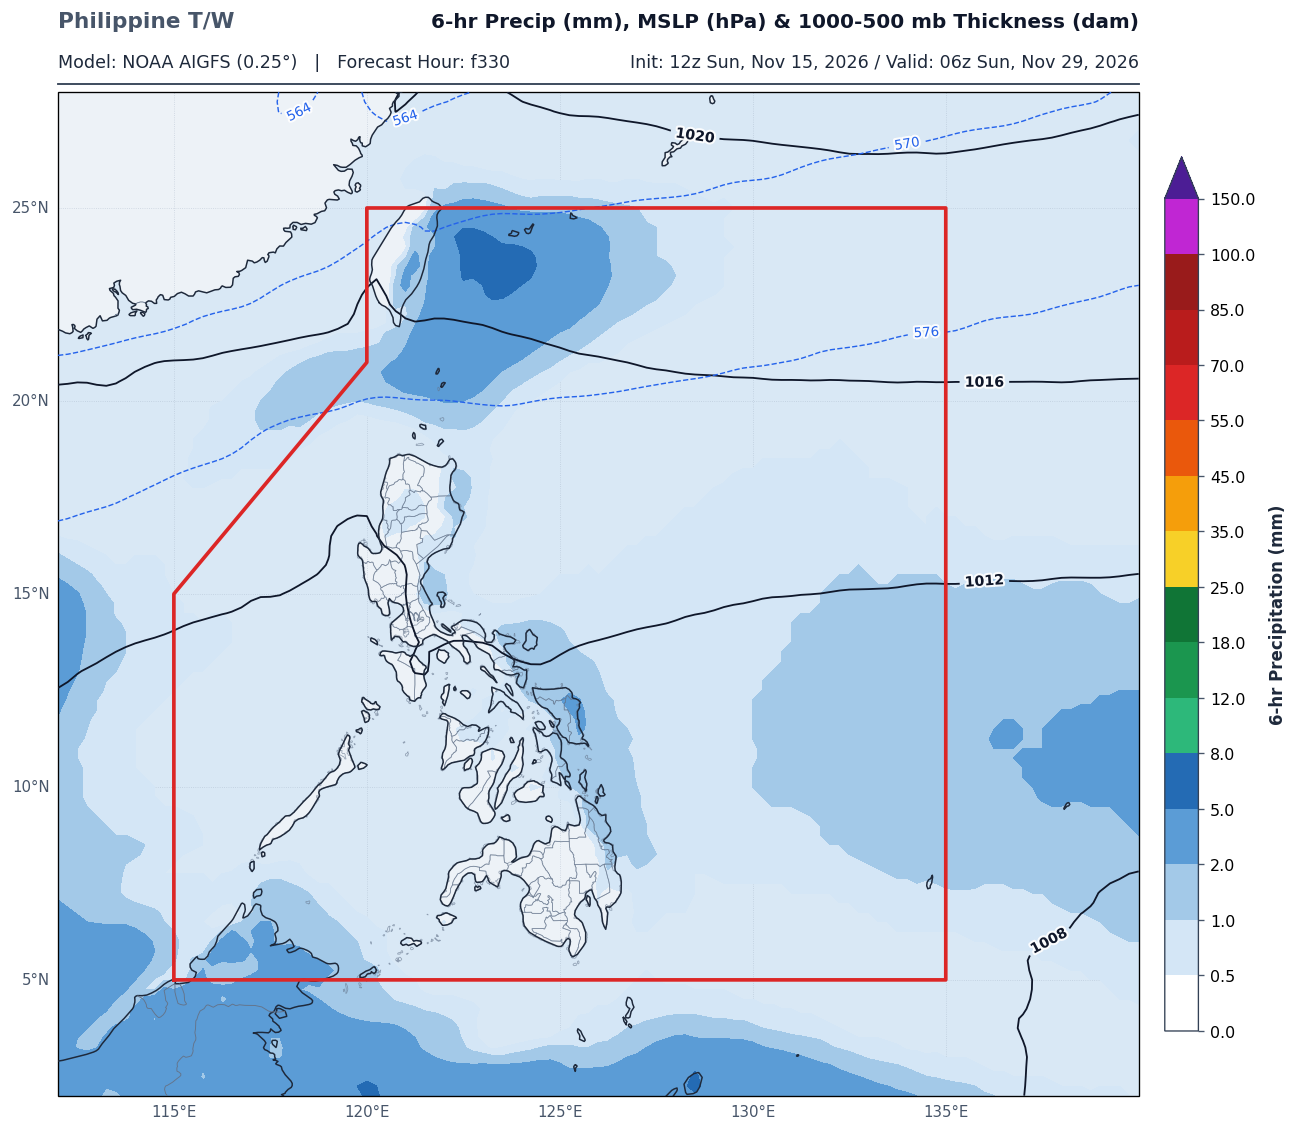 Philippine T/W
6-hr Precip (mm), MSLP (hPa) & 1000-500 mb Thickness (dam)
Model: NOAA AIGFS (0.25°) | Forecast Hour: f330
Init: 12z Sun, Nov 15, 2026 / Valid: 06z Sun, Nov 29, 2026
564
564
1020
570
576
1016
1012
1008
25°N
20°N
15°N
10°N
5°N
115°E
120°E
125°E
130°E
135°E
150.0
100.0
85.0
70.0
55.0
45.0
35.0
25.0
18.0
12.0
8.0
5.0
2.0
1.0
0.5
0.0
6-hr Precipitation (mm)